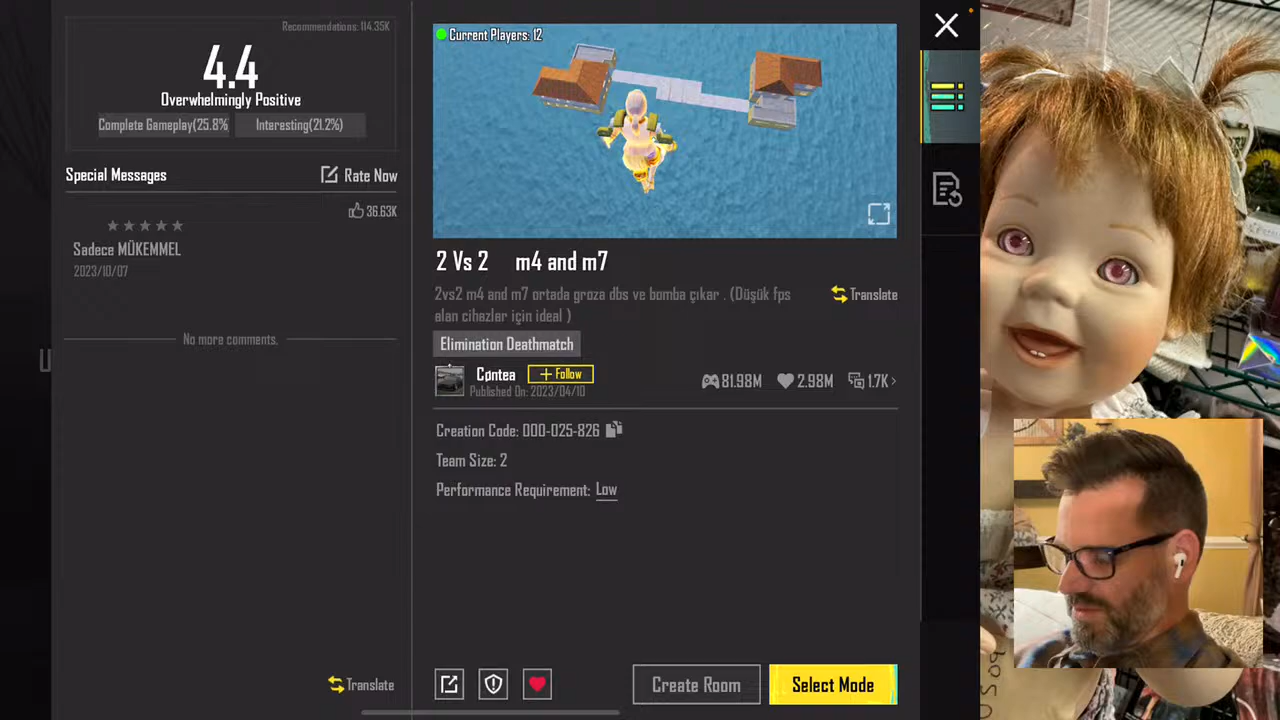 Recommendations: 114.35K
4.4
Overwhelmingly Positive
Complete Gameplay(25.8%
Interesting(21.2%)
Special Messages
Rate Now
36.63K
Sadece MÜKEMMEL
2023/10/07
No more comments.
Translate
Current Players: 12
2 Vs 2 m4 and m7
2vs2 m4 and m7 ortada groza dbs ve bomba çıkar . (Düşük fps
alan cihazlar için ideal )
Translate
Elimination Deathmatch
Cøntea
+ Follow
Published On: 2023/04/10
81.98M
2.98M
1.7K
Creation Code: 000-025-826
Team Size: 2
Performance Requirement: Low
Create Room
Select Mode